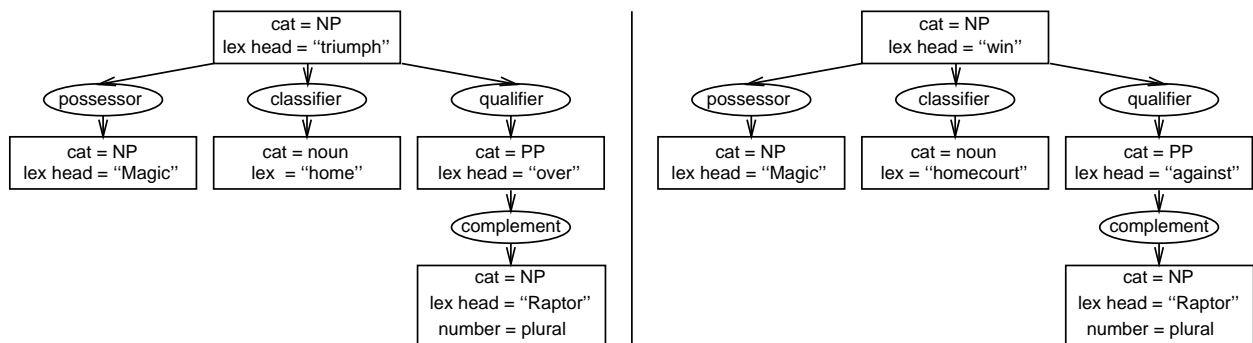 cat = NP
lex head = ‘‘triumph’’
possessor
classifier
qualifier
cat = NP
lex head = ‘‘Magic’’
cat = noun
lex  = ‘‘home’’
cat = PP
lex head = ‘‘over’’
complement
cat = NP
lex head = ‘‘Raptor’’
number = plural
cat = NP
lex head = ‘‘win’’
possessor
classifier
qualifier
cat = NP
lex head = ‘‘Magic’’
cat = noun
lex = ‘‘homecourt’’
cat = PP
lex head = ‘‘against’’
complement
cat = NP
lex head = ‘‘Raptor’’
number = plural